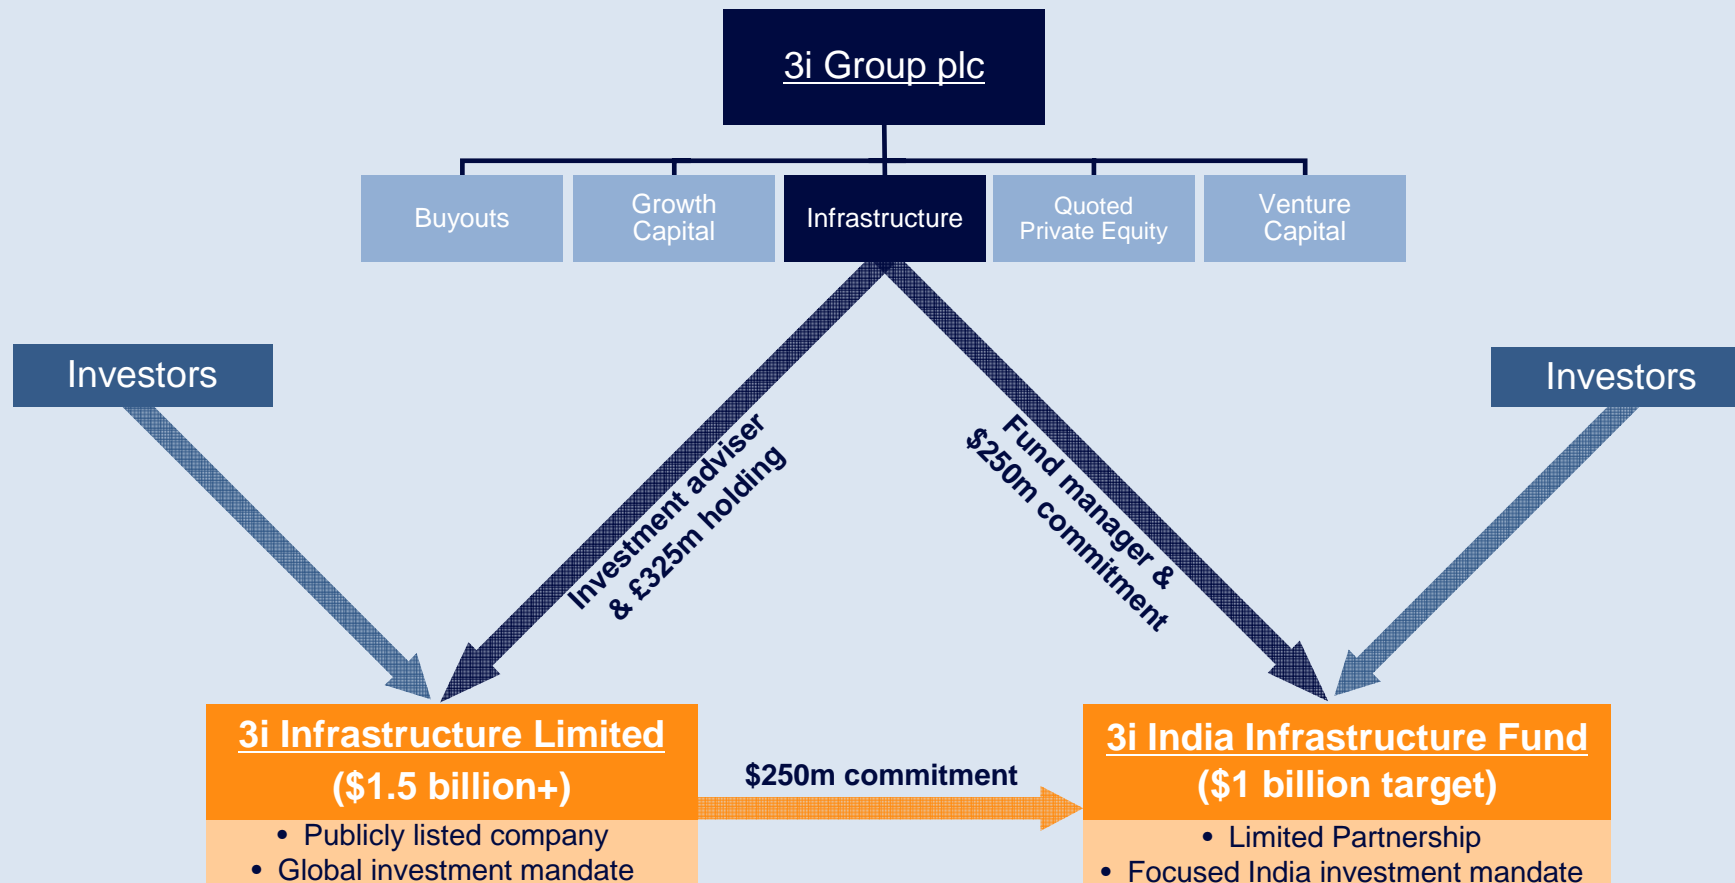 3i Group plc
Buyouts
Growth
Capital
Infrastructure
Quoted
Private Equity
Venture
Capital
Investors
Investors
Investment adviser
& £325m holding
Fund manager &
$250m commitment
3i Infrastructure Limited
($1.5 billion+)
• Publicly listed company
• Global investment mandate
$250m commitment
3i India Infrastructure Fund
($1 billion target)
• Limited Partnership
• Focused India investment mandate